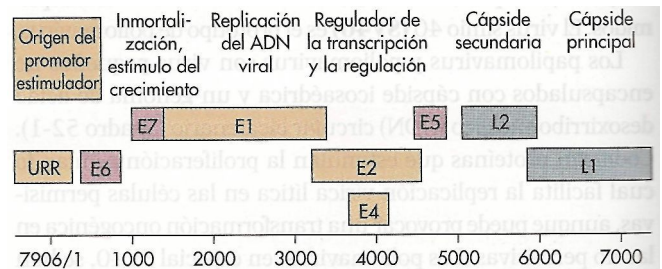 Origen del
promotor
estimulador
Inmortali-
zación,
estímulo del
crecimiento
Replicación
del ADN
viral
Regulador de
la transcripción
y la regulación
Cápside
secundaria
Cápside
principal
E7
E1
E5
L2
URR
E6
E2
L1
E4
7906/1
1000
2000
3000
4000
5000
6000
7000